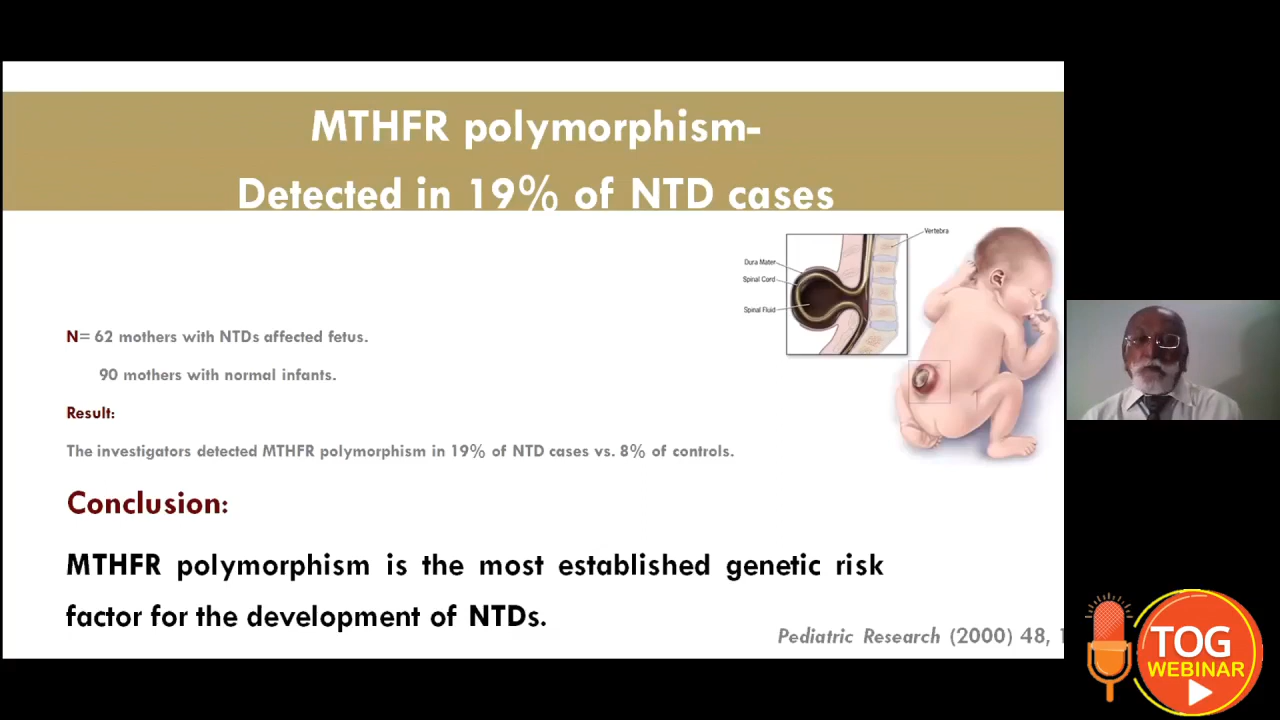 MTHFR polymorphism-
Detected in 19% of NTD cases
Vertebra
Dura Mater
Spinal Cord
Spinal Fluid
N= 62 mothers with NTDs affected fetus.
90 mothers with normal infants.
Result:
The investigators detected MTHFR polymorphism in 19% of NTD cases vs. 8% of controls.
Conclusion:
MTHFR polymorphism is the most established genetic risk
factor for the development of NTDs.
Pediatric Research (2000) 48,
TOG
WEBINAR